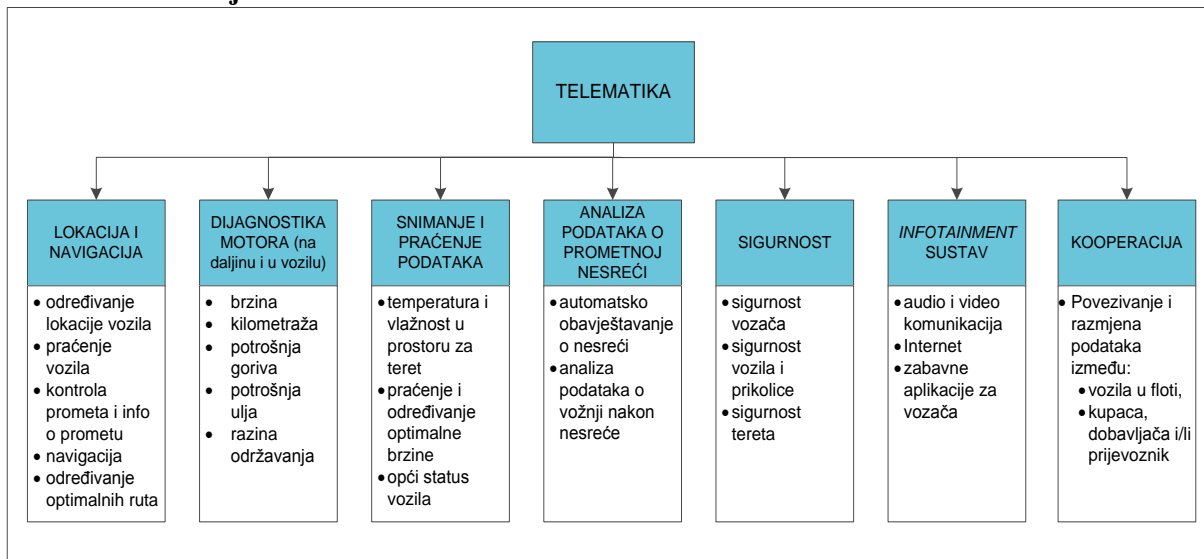 TELEMATIKA
LOKACIJA I
NAVIGACIJA
• određivanje
lokacije vozila
• praćenje
vozila
• kontrola
prometa i info
o prometu
• navigacija
• određivanje
optimalnih ruta
DIJAGNOSTIKA
MOTORA (na
daljinu i u vozilu)
• brzina
• kilometraža
• potrošnja
goriva
• potrošnja
ulja
• razina
održavanja
SNIMANJE I
PRAĆENJE
PODATAKA
• temperatura i
vlažnost u
prostoru za
teret
• praćenje i
određivanje
optimalne
brzine
• opći status
vozila
ANALIZA
PODATAKA O
PROMETNOJ
NESREĆI
• automatsko
obavještavanje
o nesreći
• analiza
podataka o
vožnji nakon
nesreće
SIGURNOST
• sigurnost
vozača
• sigurnost
vozila i
prikolice
• sigurnost
tereta
INFOTAINMENT
SUSTAV
• audio i video
komunikacija
• Internet
• zabavne
aplikacije za
vozača
KOOPERACIJA
• Povezivanje i
razmjena
podataka
između:
• vozila u floti,
• kupaca,
dobavljača i/li
prijevoznik